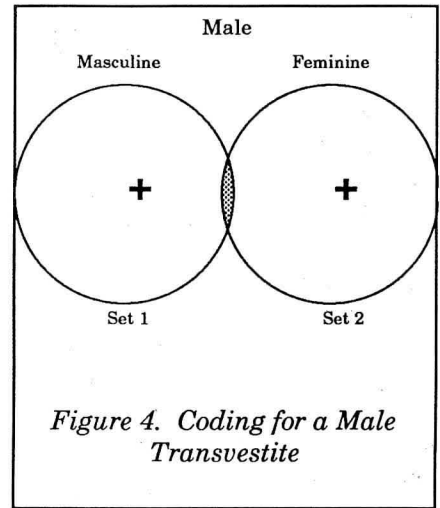 Male
Masculine Feminine
+ +
Set 1 Set 2
Figure 4. Coding for a Male
Transvestite